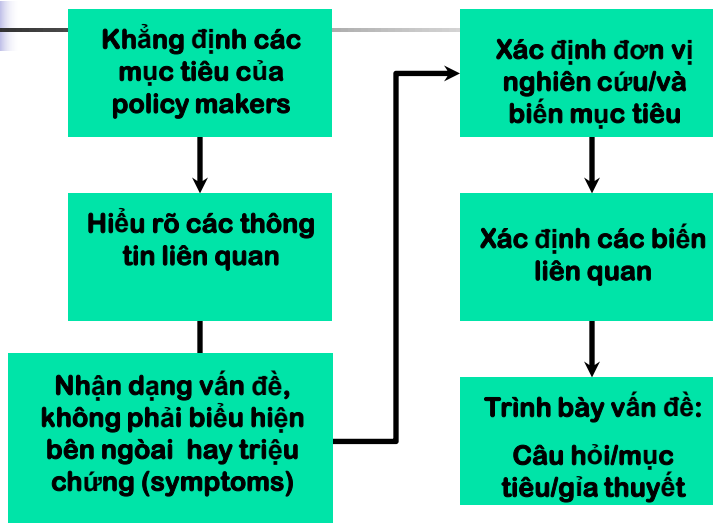 Khẳng định các
mục tiêu của
policy makers
Hiểu rõ các thông
tin liên quan
Nhận dạng vấn đề,
không phải biểu hiện
bên ngòai hay triệu
chứng (symptoms)
Xác định đơn vị
nghiên cứu/và
biến mục tiêu
Xác định các biến
liên quan
Trình bày vấn đề:
Câu hỏi/mục
tiêu/gỉa thuyết